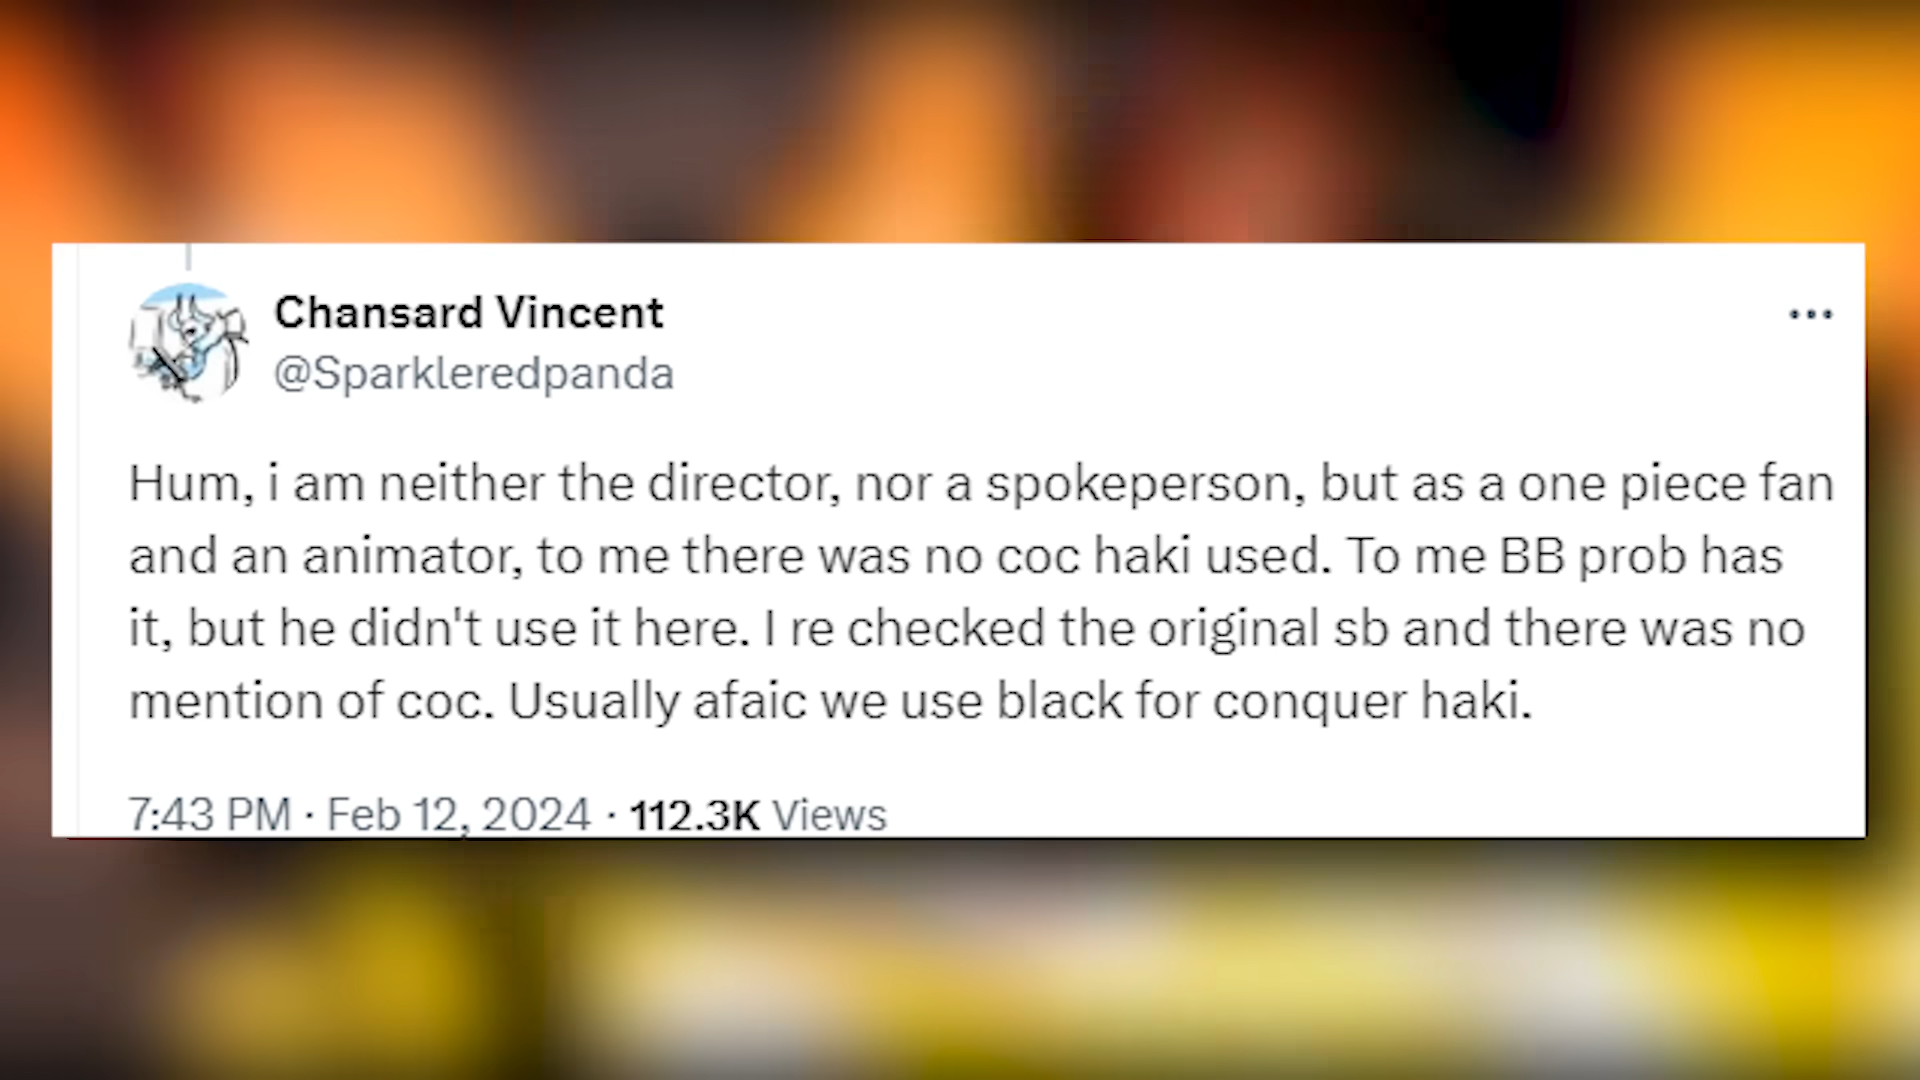 Chansard Vincent
@Sparkleredpanda
Hum, i am neither the director, nor a spokeperson, but as a one piece fan
and an animator, to me there was no coc haki used. To me BB prob has
it, but he didn't use it here. I re checked the original sb and there was no
mention of coc. Usually afaic we use black for conquer haki.
7:43 PM · Feb 12, 2024 · 112.3K Views